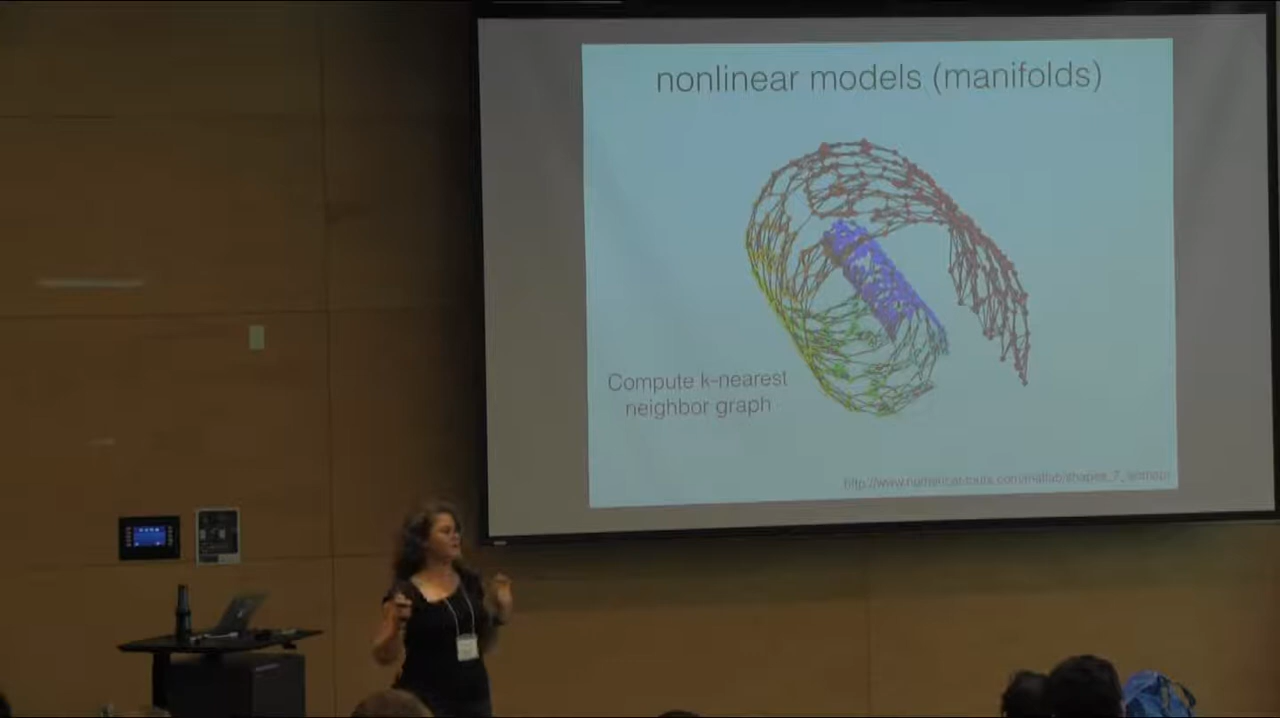 nonlinear models (manifolds)
Compute k-nearest
neighbor graph